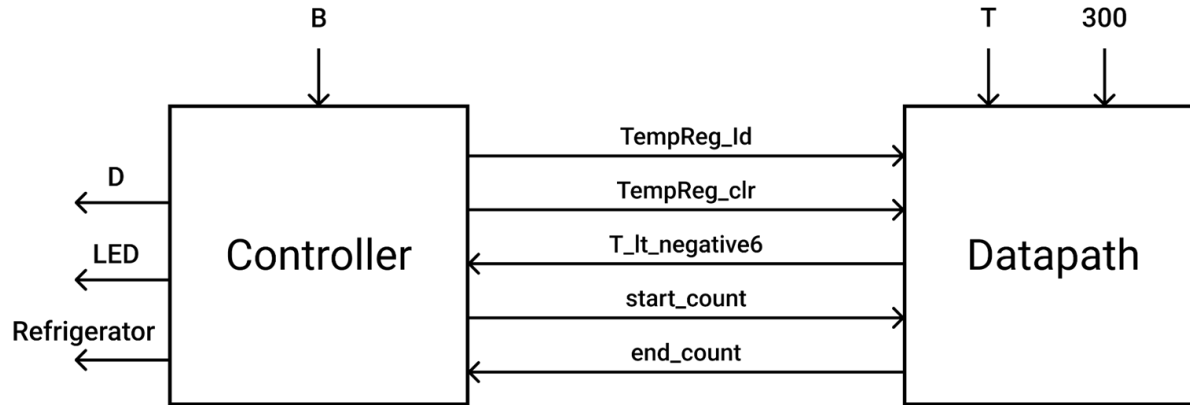 B
T
300
TempReg_ld
TempReg_clr
T_lt_negative6
start_count
end_count
D
LED
Refrigerator
Controller
Datapath